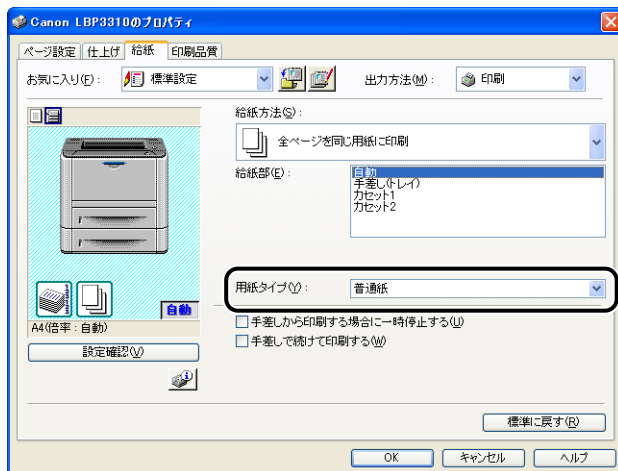 Canon LBP3310のプロパティ
ページ設定 仕上げ 給紙 印刷品質
お気に入り(F): 標準設定 出力方法(M): 印刷
給紙方法(S):
全ページを同じ用紙に印刷
給紙部(E):
自動
手差し(トレイ)
カセット1
カセット2
用紙タイプ(Y): 普通紙
自動
A4(倍率:自動)
手差しから印刷する場合に一時停止する(U)
手差しで続けて印刷する(W)
設定確認(V)
標準に戻す(R)
OK キャンセル ヘルプ